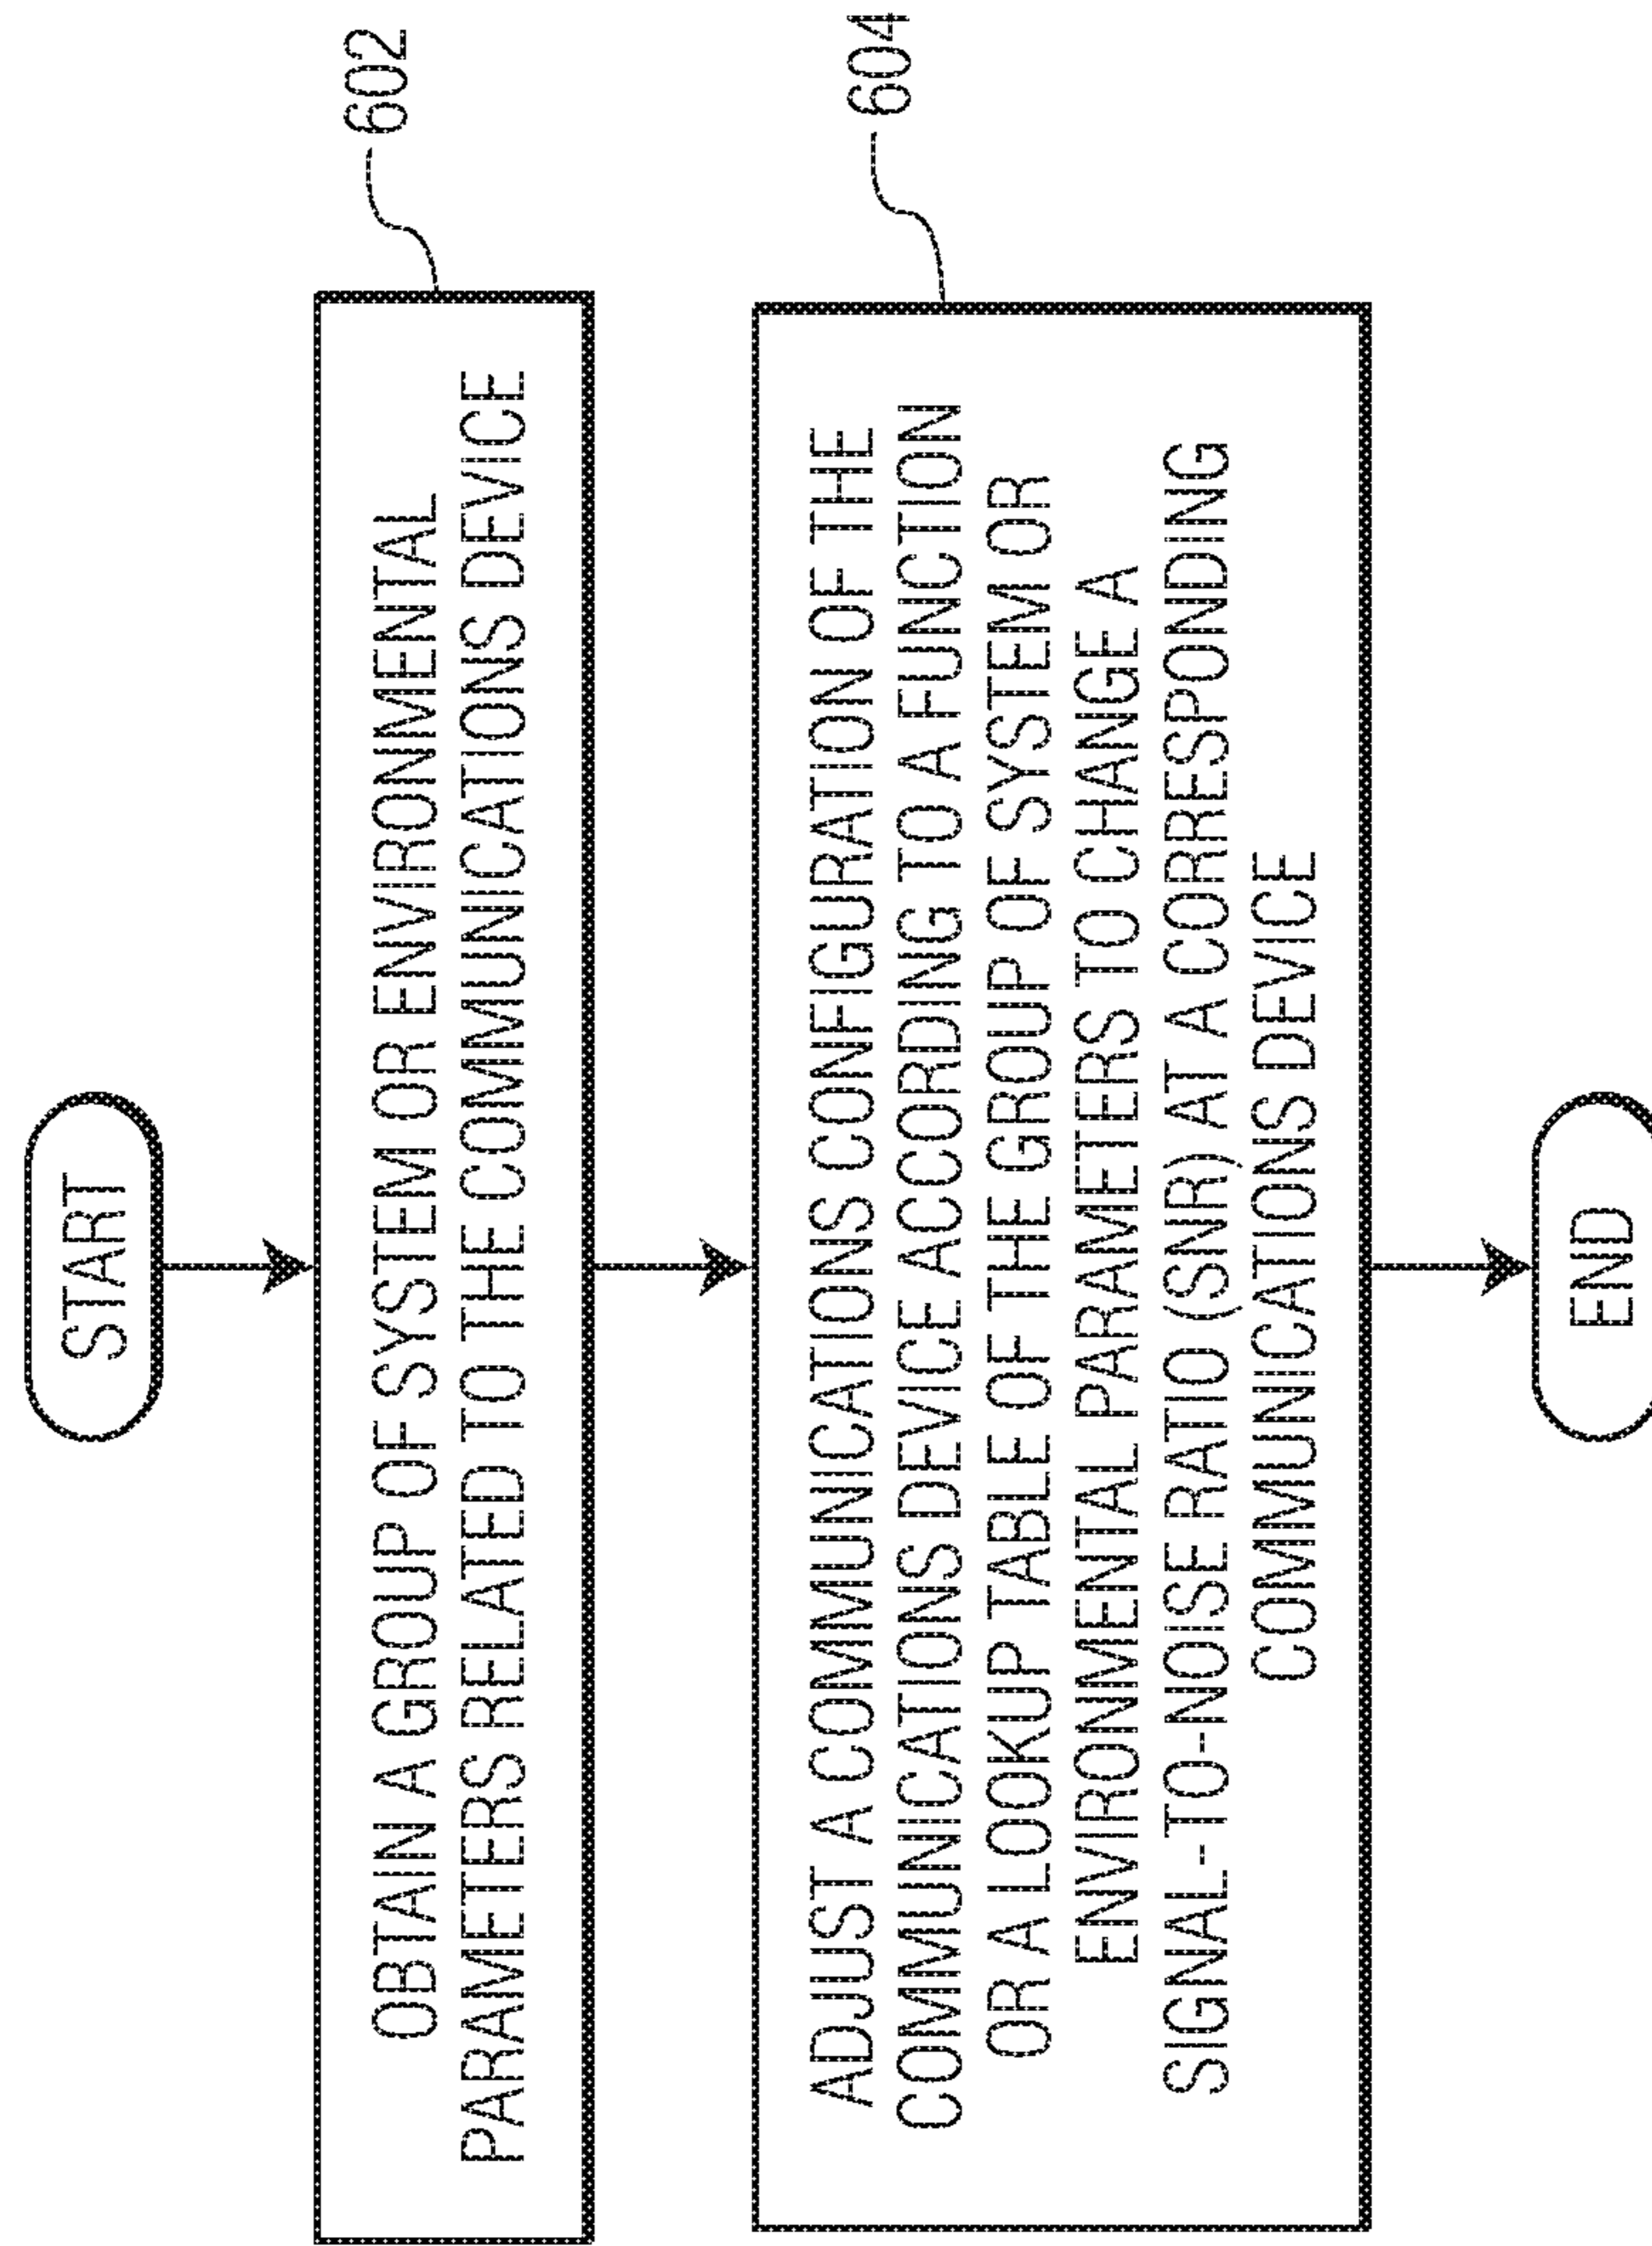 START
OBTAIN A GROUP OF SYSTEM OR ENVIRONMENTAL
PARAMETERS RELATED TO THE COMMUNICATIONS DEVICE
602
ADJUST A COMMUNICATIONS CONFIGURATION OF THE
COMMUNICATIONS DEVICE ACCORDING TO A FUNCTION
OR A LOOKUP TABLE OF THE GROUP OF SYSTEM OR
ENVIRONMENTAL PARAMETERS TO CHANGE A
SIGNAL-TO-NOISE RATIO (SNR) AT A CORRESPONDING
COMMUNICATIONS DEVICE
604
END